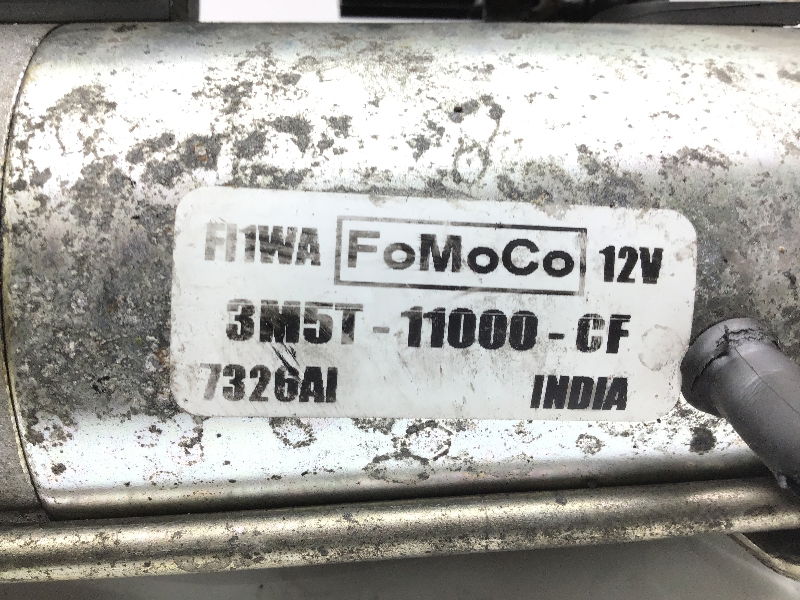 FI1WA FoMoCo 12V
3M5T-11000-CF
7326AI INDIA